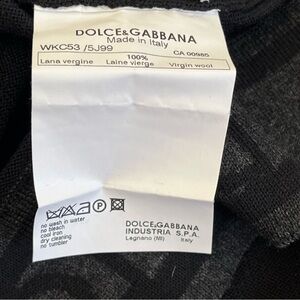 DOLCE&GABBANA
Made in Italy
WKC53 /5J99 CA 00985
100%
Lana vergine Laine vierge Virgin wool
A P
no wash in water
no bleach
cool iron
dry cleaning
no tumbler
DOLCE&GABBANA
INDUSTRIA S.P.A.
Legnano (MI) Italy